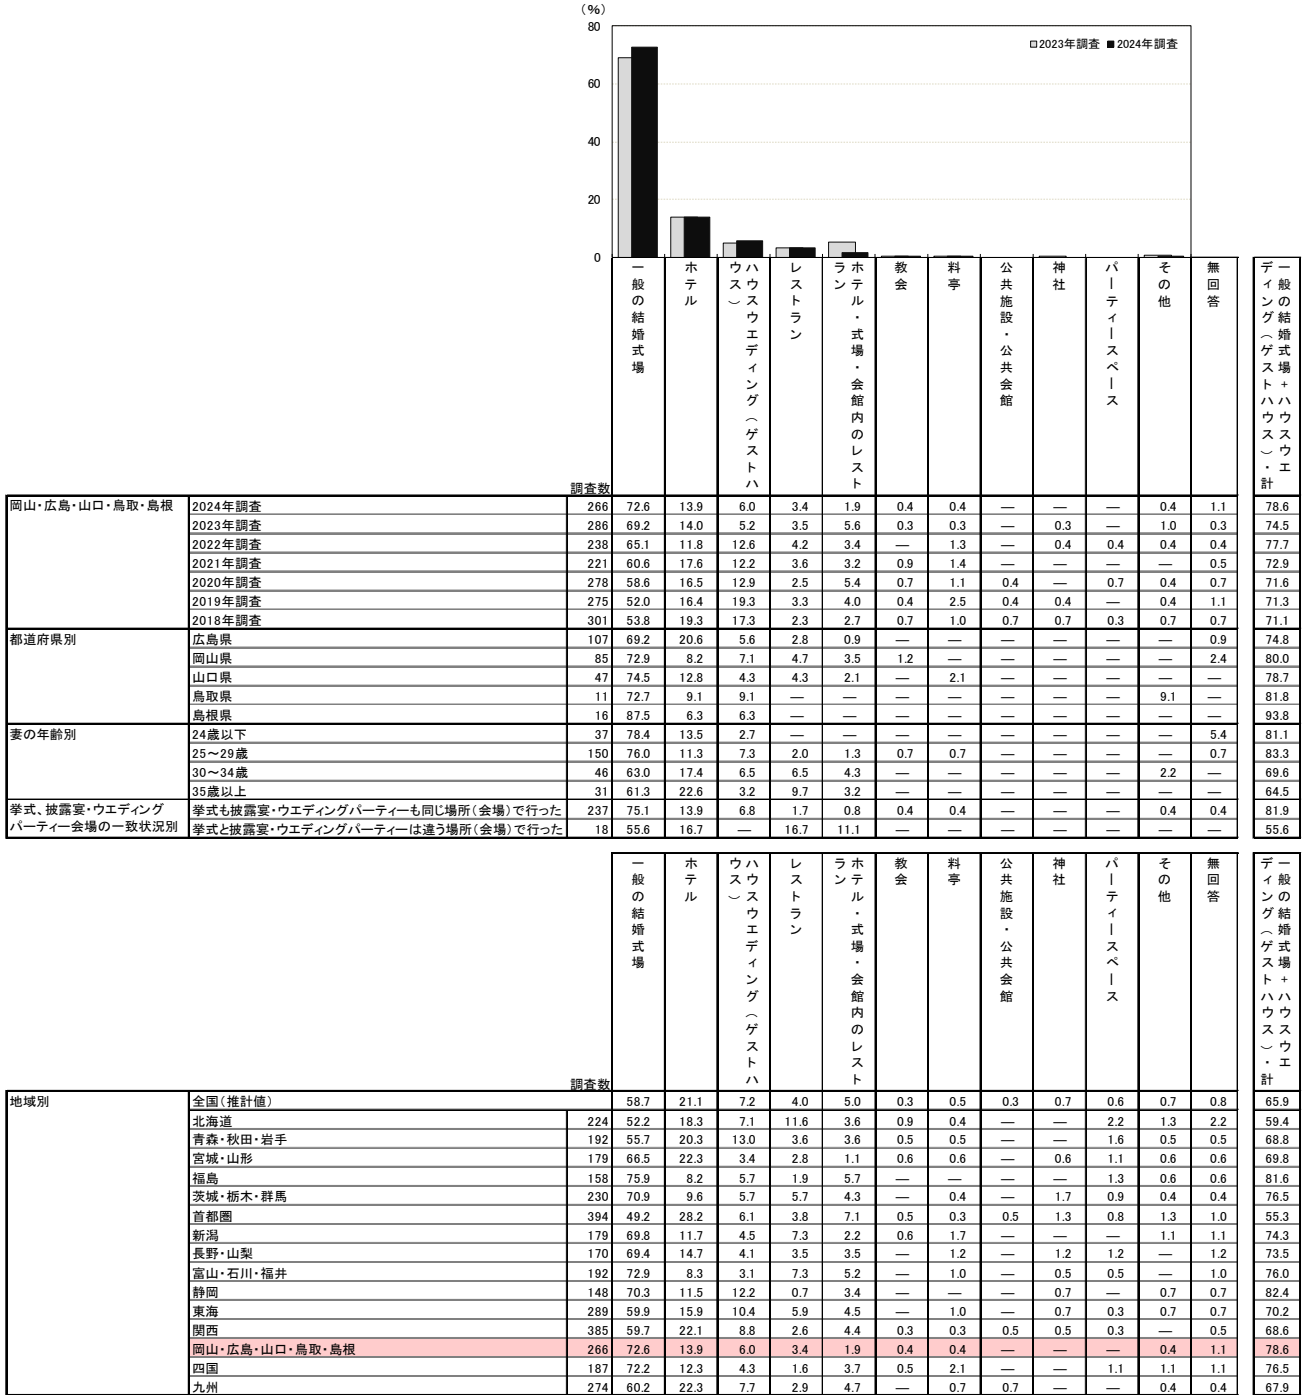 (%)
80
60
40
20
0
□2023年調査 ■2024年調査
一般の結婚式場
ホテル
ハウスウエディング（ゲストハウス）
レストラン
ホテル・式場・会館内のレストラン
教会
料亭
公共施設・公共会館
神社
パーティースペース
その他
無回答
一般の結婚式場＋ハウスウエディング（ゲストハウス）・計
調査数
岡山・広島・山口・鳥取・島根 2024年調査 266 72.6 13.9 6.0 3.4 1.9 0.4 0.4 — — — 0.4 1.1 78.6
2023年調査 286 69.2 14.0 5.2 3.5 5.6 0.3 0.3 — 0.3 — 1.0 0.3 74.5
2022年調査 238 65.1 11.8 12.6 4.2 3.4 — 1.3 — 0.4 0.4 0.4 0.4 77.7
2021年調査 221 60.6 17.6 12.2 3.6 3.2 0.9 1.4 — — — — 0.5 72.9
2020年調査 278 58.6 16.5 12.9 2.5 5.4 0.7 1.1 0.4 — 0.7 0.4 0.7 71.6
2019年調査 275 52.0 16.4 19.3 3.3 4.0 0.4 2.5 0.4 0.4 — 0.4 1.1 71.3
2018年調査 301 53.8 19.3 17.3 2.3 2.7 0.7 1.0 0.7 0.7 0.3 0.7 0.7 71.1
都道府県別 広島県 107 69.2 20.6 5.6 2.8 0.9 — — — — — — 0.9 74.8
岡山県 85 72.9 8.2 7.1 4.7 3.5 1.2 — — — — — 2.4 80.0
山口県 47 74.5 12.8 4.3 4.3 2.1 — 2.1 — — — — — 78.7
鳥取県 11 72.7 9.1 9.1 — — — — — — — 9.1 — 81.8
島根県 16 87.5 6.3 6.3 — — — — — — — — — 93.8
妻の年齢別 24歳以下 37 78.4 13.5 2.7 — — — — — — — — 5.4 81.1
25～29歳 150 76.0 11.3 7.3 2.0 1.3 0.7 0.7 — — — — 0.7 83.3
30～34歳 46 63.0 17.4 6.5 6.5 4.3 — — — — — 2.2 — 69.6
35歳以上 31 61.3 22.6 3.2 9.7 3.2 — — — — — — — 64.5
挙式、披露宴・ウエディング 挙式も披露宴・ウエディングパーティーも同じ場所（会場）で行った 237 75.1 13.9 6.8 1.7 0.8 0.4 0.4 — — — 0.4 0.4 81.9
パーティー会場の一致状況別 挙式と披露宴・ウエディングパーティーは違う場所（会場）で行った 18 55.6 16.7 — 16.7 11.1 — — — — — — — 55.6
一般の結婚式場
ホテル
ハウスウエディング（ゲストハウス）
レストラン
ホテル・式場・会館内のレストラン
教会
料亭
公共施設・公共会館
神社
パーティースペース
その他
無回答
一般の結婚式場＋ハウスウエディング（ゲストハウス）・計
調査数
地域別 全国（推計値） 58.7 21.1 7.2 4.0 5.0 0.3 0.5 0.3 0.7 0.6 0.7 0.8 65.9
北海道 224 52.2 18.3 7.1 11.6 3.6 0.9 0.4 — — 2.2 1.3 2.2 59.4
青森・秋田・岩手 192 55.7 20.3 13.0 3.6 3.6 0.5 0.5 — — 1.6 0.5 0.5 68.8
宮城・山形 179 66.5 22.3 3.4 2.8 1.1 0.6 0.6 — 0.6 1.1 0.6 0.6 69.8
福島 158 75.9 8.2 5.7 1.9 5.7 — — — — 1.3 0.6 0.6 81.6
茨城・栃木・群馬 230 70.9 9.6 5.7 5.7 4.3 — 0.4 — 1.7 0.9 0.4 0.4 76.5
首都圏 394 49.2 28.2 6.1 3.8 7.1 0.5 0.3 0.5 1.3 0.8 1.3 1.0 55.3
新潟 179 69.8 11.7 4.5 7.3 2.2 0.6 1.7 — — — 1.1 1.1 74.3
長野・山梨 170 69.4 14.7 4.1 3.5 3.5 — 1.2 — 1.2 1.2 — 1.2 73.5
富山・石川・福井 192 72.9 8.3 3.1 7.3 5.2 — 1.0 — 0.5 0.5 — 1.0 76.0
静岡 148 70.3 11.5 12.2 0.7 3.4 — — — 0.7 — 0.7 0.7 82.4
東海 289 59.9 15.9 10.4 5.9 4.5 — 1.0 — 0.7 0.3 0.7 0.7 70.2
関西 385 59.7 22.1 8.8 2.6 4.4 0.3 0.3 0.5 0.5 0.3 — 0.5 68.6
岡山・広島・山口・鳥取・島根 266 72.6 13.9 6.0 3.4 1.9 0.4 0.4 — — — 0.4 1.1 78.6
四国 187 72.2 12.3 4.3 1.6 3.7 0.5 2.1 — — 1.1 1.1 1.1 76.5
九州 274 60.2 22.3 7.7 2.9 4.7 — 0.7 0.7 — — 0.4 0.4 67.9